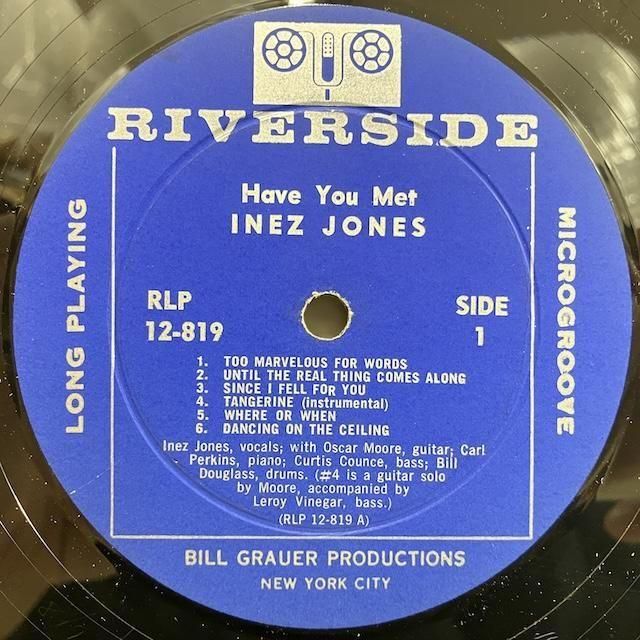 RIVERSIDE
Have You Met
INEZ JONES
LONG PLAYING
MICROGROOVE
RLP
12-819
SIDE
1
1. TOO MARVELOUS FOR WORDS
2. UNTIL THE REAL THING COMES ALONG
3. SINCE I FELL FOR YOU
4. TANGERINE (instrumental)
5. WHERE OR WHEN
6. DANCING ON THE CEILING
Inez Jones, vocals; with Oscar Moore, guitar; Carl
Perkins, piano; Curtis Counce, bass; Bill
Douglass, drums. (#4 is a guitar solo
by Moore, accompanied by
Leroy Vinegar, bass.)
(RLP 12-819 A)
BILL GRAUER PRODUCTIONS
NEW YORK CITY